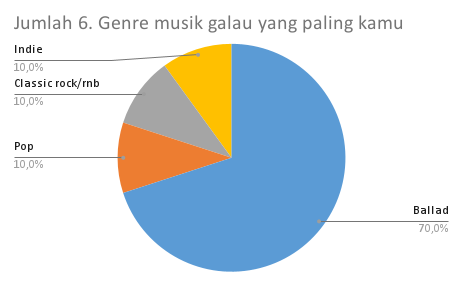 Jumlah 6. Genre musik galau yang paling kamu
Indie
10,0%
Classic rock/rnb
10,0%
Pop
10,0%
Ballad
70,0%